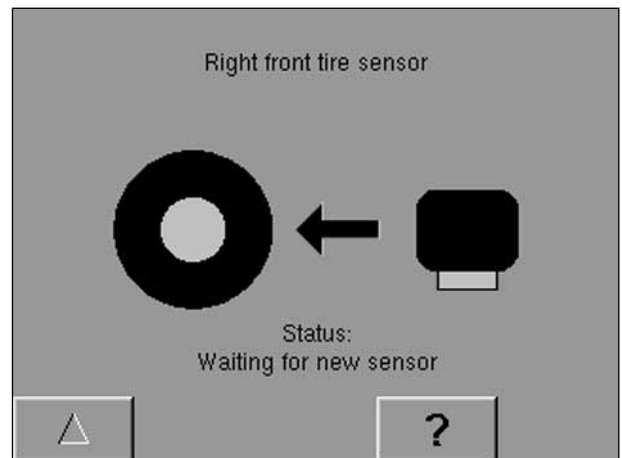 Right front tire sensor
Status:
Waiting for new sensor
?